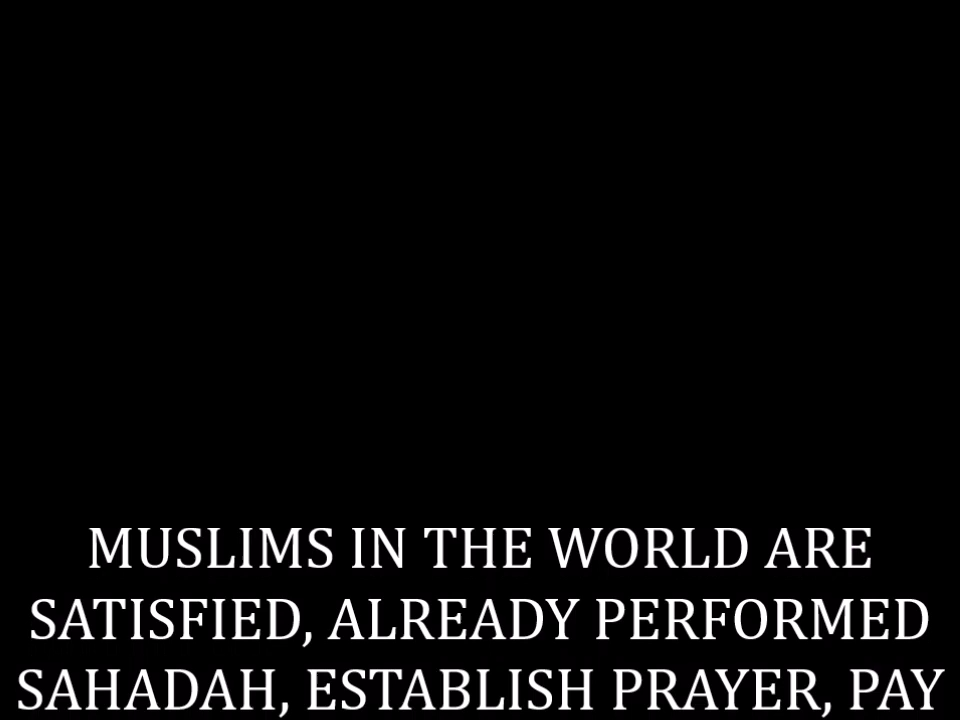 MUSLIMS IN THE WORLD ARE
SATISFIED, ALREADY PERFORMED
SAHADAH, ESTABLISH PRAYER, PAY